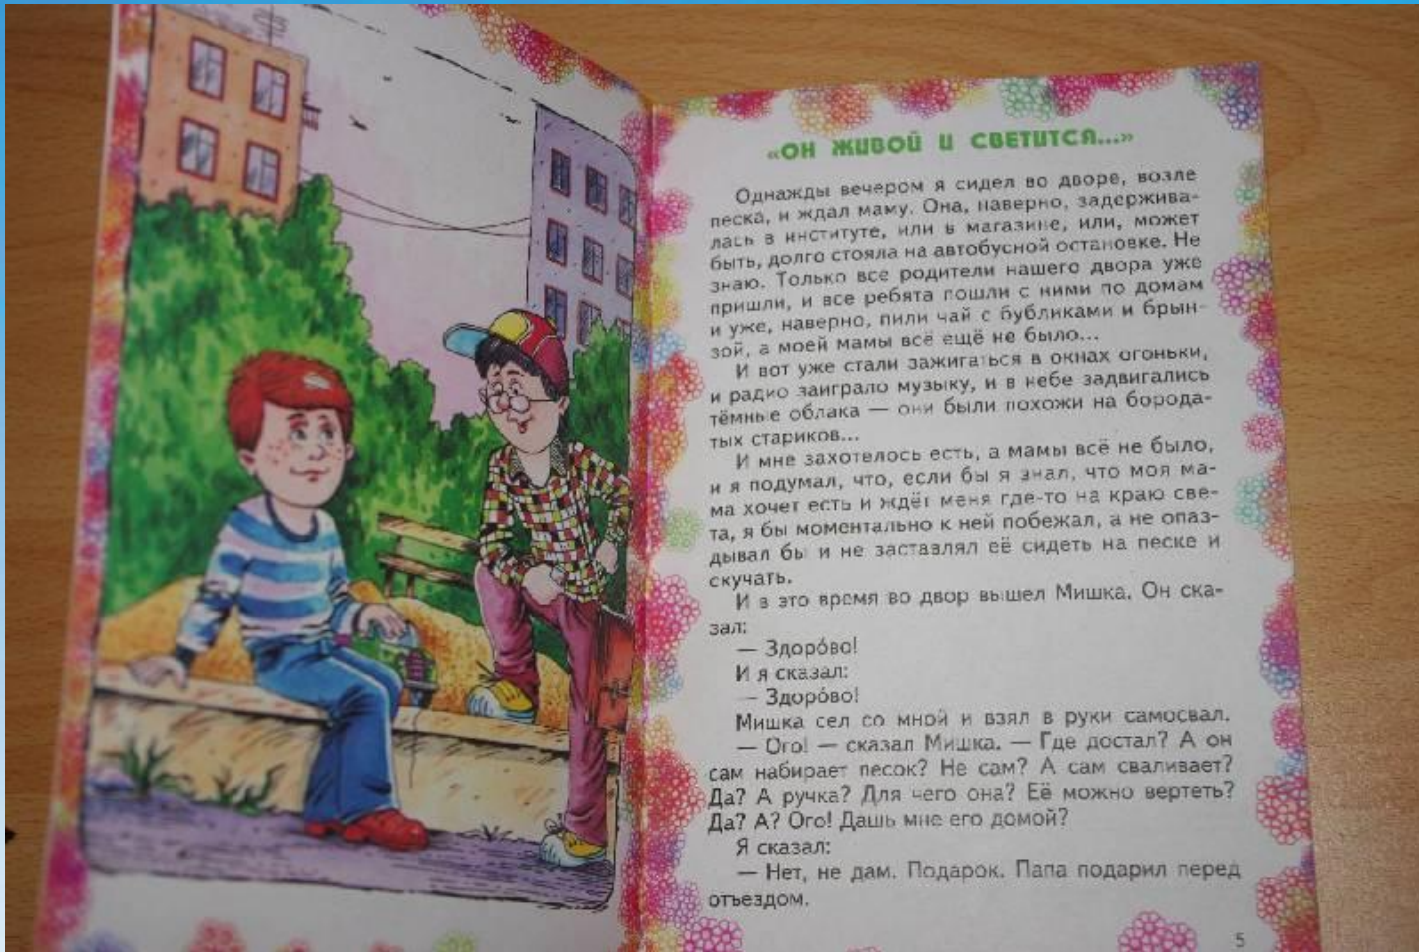 «ОН ЖИВОЙ И СВЕТИТСЯ...»
Однажды вечером я сидел во дворе, возле
песка, и ждал маму. Она, наверно, задержива-
лась в институте, или в магазине, или, может
быть, долго стояла на автобусной остановке. Не
знаю. Только все родители нашего двора уже
пришли, и все ребята пошли с ними по домам
и уже, наверно, пили чай с бубликами и брын-
зой, а моей мамы всё ещё не было...
И вот уже стали зажигаться в окнах огоньки,
и радио заиграло музыку, и в небе задвигались
тёмные облака — они были похожи на борода-
тых стариков...
И мне захотелось есть, а мамы всё не было,
и я подумал, что, если бы я знал, что моя ма-
ма хочет есть и ждёт меня где-то на краю све-
та, я бы моментально к ней побежал, а не опаз-
дывал бы и не заставлял её сидеть на песке и
скучать.
И в это время во двор вышел Мишка. Он ска-
зал:
— Здоро́во!
И я сказал:
— Здоро́во!
Мишка сел со мной и взял в руки самосвал.
— Ого! — сказал Мишка. — Где достал? А он
сам набирает песок? Не сам? А сам сваливает?
Да? А ручка? Для чего она? Её можно вертеть?
Да? А? Ого! Дашь мне его домой?
Я сказал:
— Нет, не дам. Подарок. Папа подарил перед
отъездом.
5